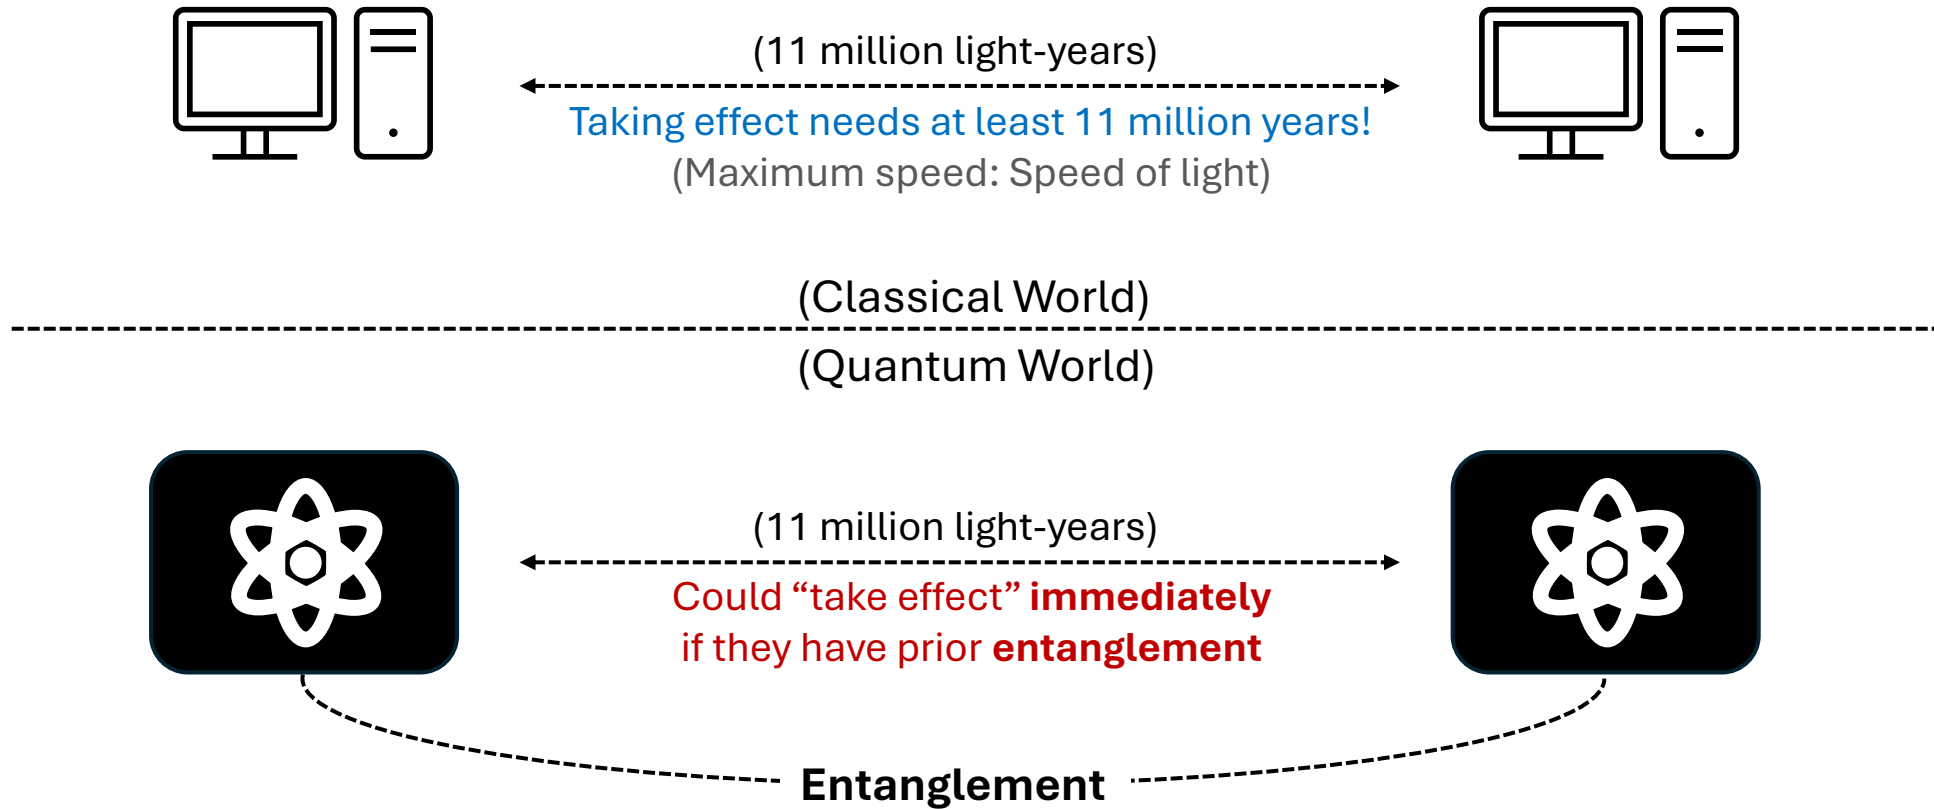 (11 million light-years)
Taking effect needs at least 11 million years!
(Maximum speed: Speed of light)
(Classical World)
(Quantum World)
(11 million light-years)
Could “take effect” immediately
if they have prior entanglement
Entanglement